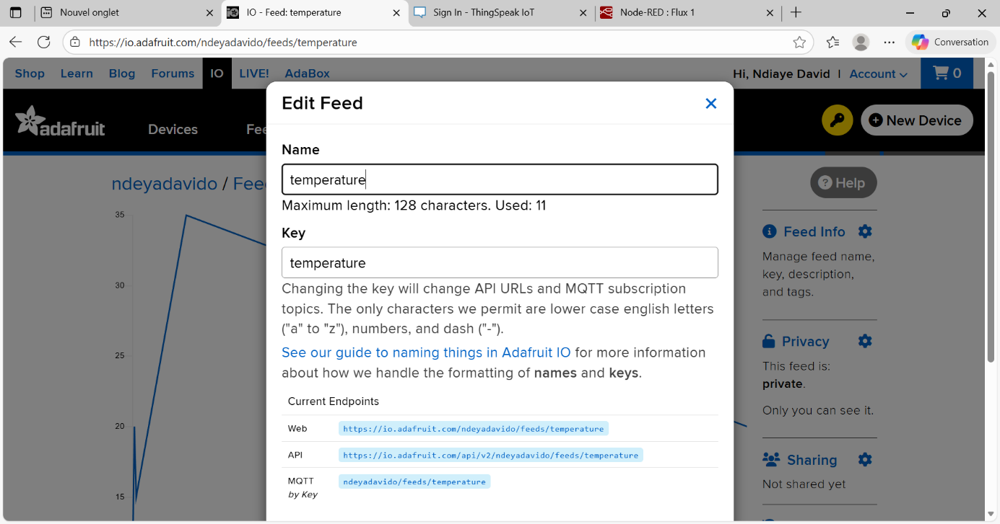 Nouvel onglet
IO - Feed: temperature
Sign In - ThingSpeak IoT
Node-RED : Flux 1
https://io.adafruit.com/ndeyadavido/feeds/temperature
Conversation
Shop Learn Blog Forums IO LIVE! AdaBox
Hi, Ndiaye David | Account
0
adafruit
Devices
Fee
New Device
ndeyadavido / Fee
Help
35
30
25
20
15
Edit Feed
Name
temperature
Maximum length: 128 characters. Used: 11
Key
temperature
Changing the key will change API URLs and MQTT subscription
topics. The only characters we permit are lower case english letters
("a" to "z"), numbers, and dash ("-").
See our guide to naming things in Adafruit IO for more information
about how we handle the formatting of names and keys.
Current Endpoints
Web https://io.adafruit.com/ndeyadavido/feeds/temperature
API https://io.adafruit.com/api/v2/ndeyadavido/feeds/temperature
MQTT ndeyadavido/feeds/temperature
by Key
Feed Info
Manage feed name,
key, description,
and tags.
Privacy
This feed is:
private.
Only you can see it.
Sharing
Not shared yet